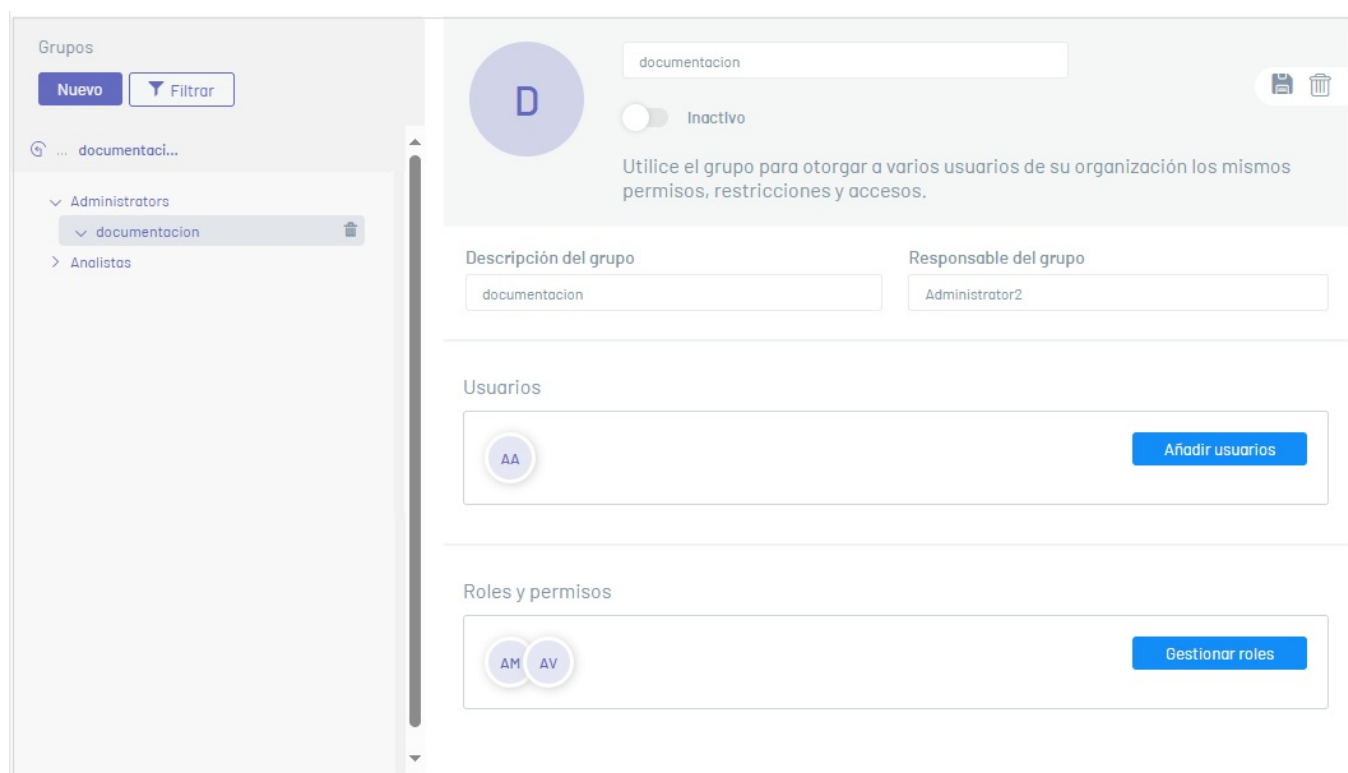 Grupos
Nuevo
Filtrar
... documentaci...
Administrators
documentacion
Analistas
D
documentacion
Inactivo
Utilice el grupo para otorgar a varios usuarios de su organización los mismos
permisos, restricciones y accesos.
Descripción del grupo
Responsable del grupo
documentacion
Administrator2
Usuarios
AA
Añadir usuarios
Roles y permisos
AM AV
Gestionar roles